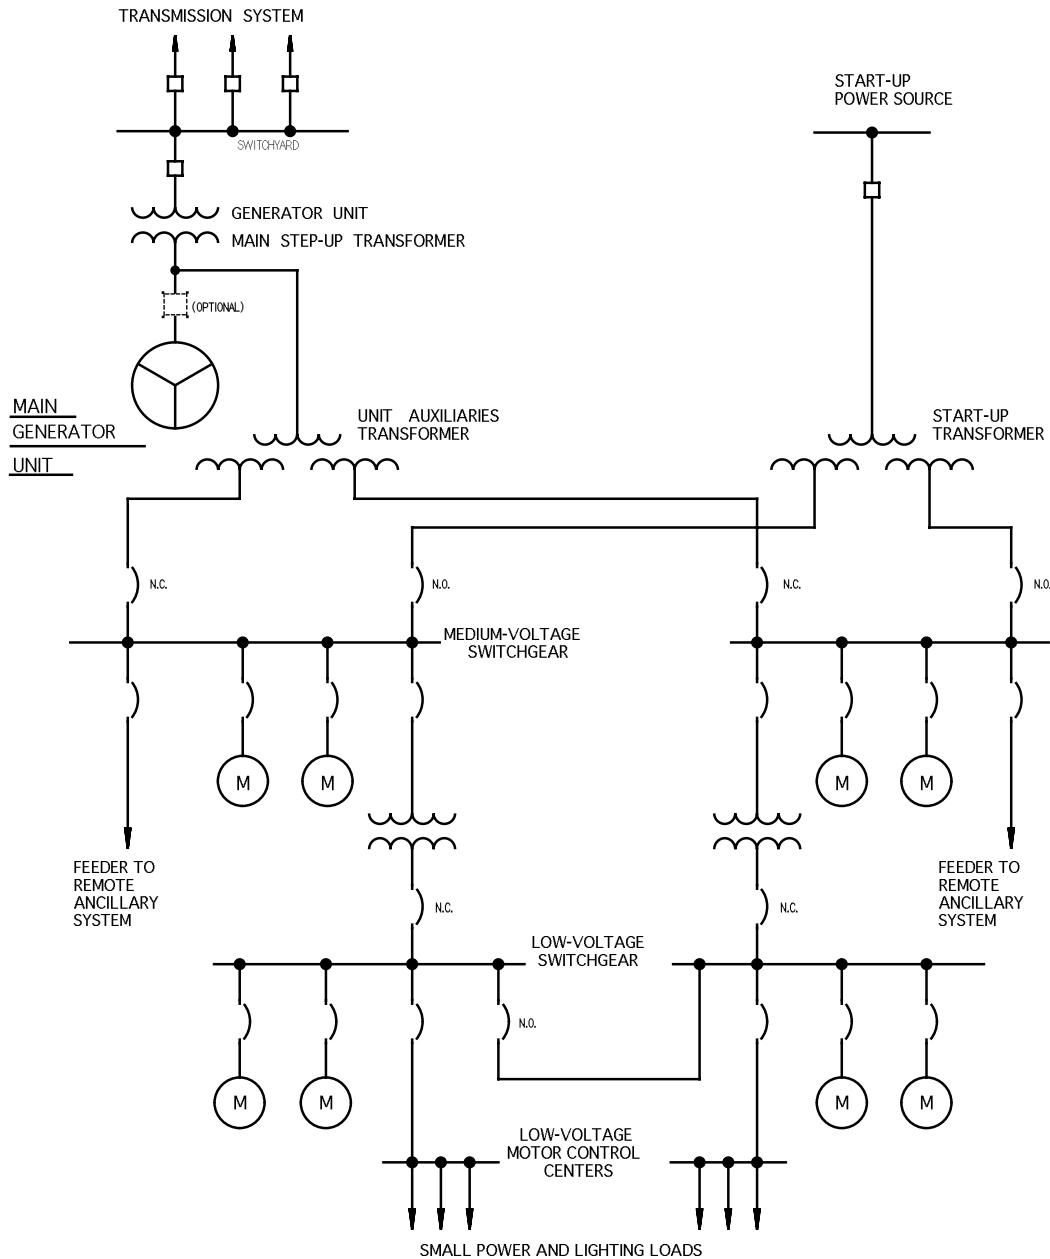 TRANSMISSION SYSTEM
START-UP
POWER SOURCE
SWITCHYARD
GENERATOR UNIT
MAIN STEP-UP TRANSFORMER
(OPTIONAL)
MAIN
GENERATOR
UNIT
UNIT AUXILIARIES
TRANSFORMER
START-UP
TRANSFORMER
N.C.
N.O.
N.C.
N.O.
MEDIUM-VOLTAGE
SWITCHGEAR
M
M
M
M
FEEDER TO
REMOTE
ANCILLARY
SYSTEM
FEEDER TO
REMOTE
ANCILLARY
SYSTEM
N.C.
N.C.
LOW-VOLTAGE
SWITCHGEAR
N.O.
M
M
M
M
LOW-VOLTAGE
MOTOR CONTROL
CENTERS
SMALL POWER AND LIGHTING LOADS